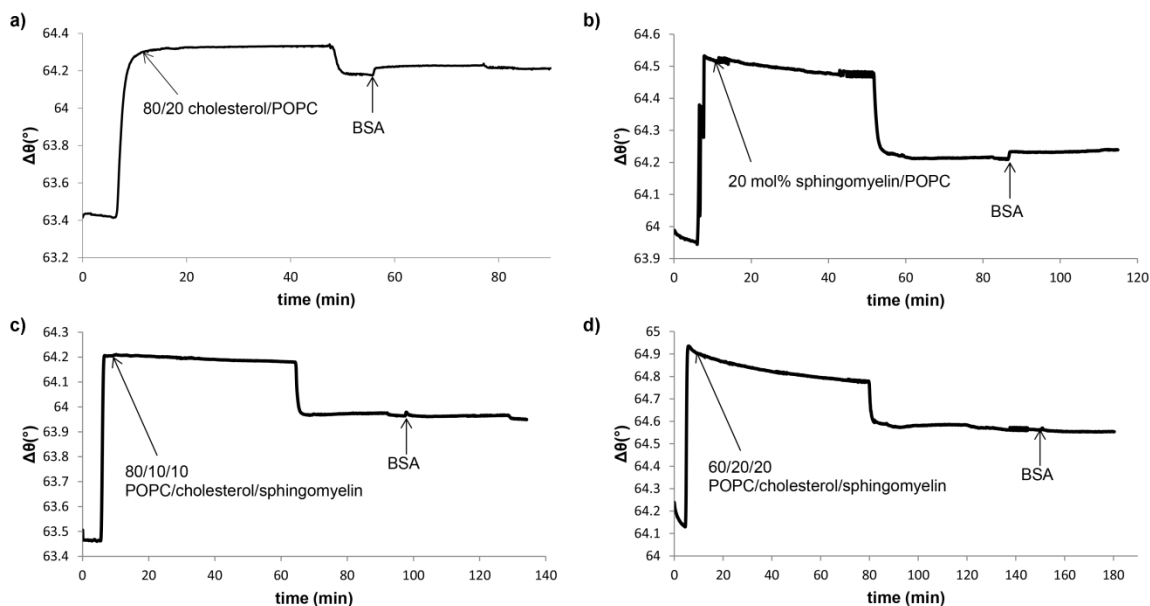 a)
64.4
64.2
64
63.8
63.6
63.4
63.2
Δθ(°)
80/20 cholesterol/POPC
BSA
0 20 40 60 80
time (min)
b)
64.6
64.5
64.4
64.3
64.2
64.1
64
63.9
Δθ(°)
20 mol% sphingomyelin/POPC
BSA
0 20 40 60 80 100 120
time (min)
c)
64.3
64.2
64.1
64
63.9
63.8
63.7
63.6
63.5
63.4
Δθ(°)
80/10/10
POPC/cholesterol/sphingomyelin
BSA
0 20 40 60 80 100 120 140
time (min)
d)
65
64.9
64.8
64.7
64.6
64.5
64.4
64.3
64.2
64.1
64
Δθ(°)
60/20/20
POPC/cholesterol/sphingomyelin
BSA
0 20 40 60 80 100 120 140 160 180
time (min)